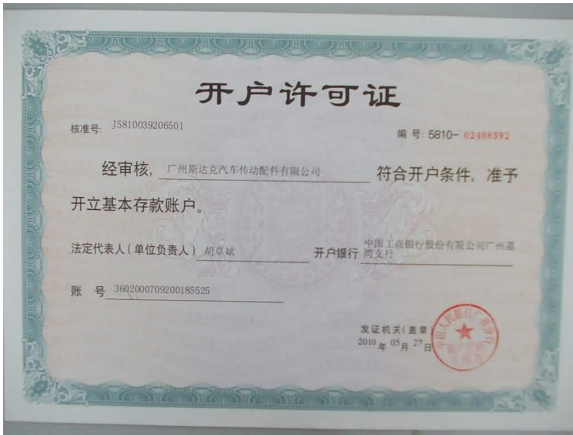 开户许可证
核准号: J5810039206501
编号: 5810-02408592
经审核, 广州斯达克汽车传动配件有限公司 符合开户条件, 准予
开立基本存款账户。
法定代表人(单位负责人) 胡卓斌 开户银行 中国工商银行股份有限公司广州荔湾支行
账 号 3602000709200185525
发证机关(盖章)
2010 年 05 月 27 日